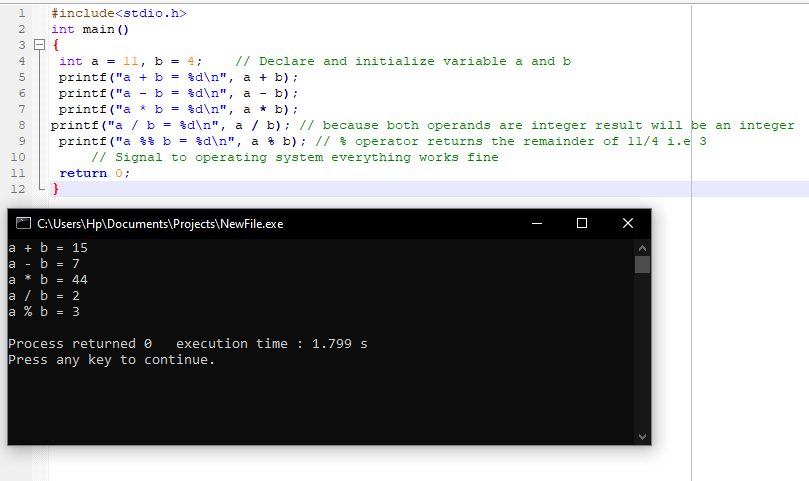 1 #include<stdio.h>
2 int main()
3 {
4 int a = 11, b = 4; // Declare and initialize variable a and b
5 printf("a + b = %d\n", a + b);
6 printf("a - b = %d\n", a - b);
7 printf("a * b = %d\n", a * b);
8 printf("a / b = %d\n", a / b); // because both operands are integer result will be an integer
9 printf("a %% b = %d\n", a % b); // % operator returns the remainder of 11/4 i.e 3
10 // Signal to operating system everything works fine
11 return 0;
12 }
C:\Users\Hp\Documents\Projects\NewFile.exe
a + b = 15
a - b = 7
a * b = 44
a / b = 2
a % b = 3
Process returned 0 execution time : 1.799 s
Press any key to continue.